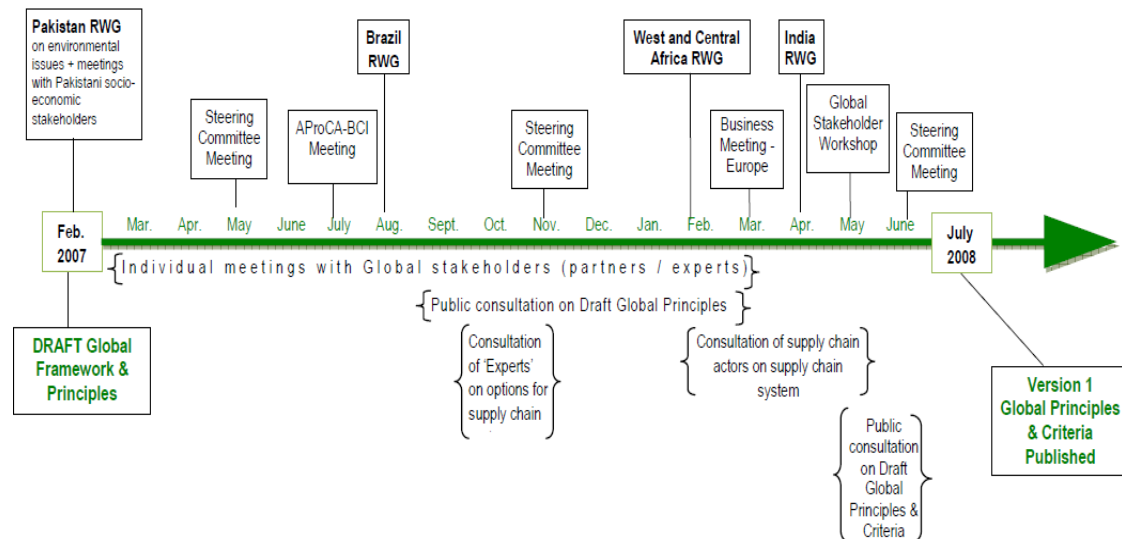 Pakistan RWG
on environmental
issues + meetings
with Pakistani socio-
economic
stakeholders
Brazil
RWG
West and Central
Africa RWG
India
RWG
Steering
Committee
Meeting
AProCA-BCI
Meeting
Steering
Committee
Meeting
Business
Meeting -
Europe
Global
Stakeholder
Workshop
Steering
Committee
Meeting
Feb.
2007
Mar. Apr. May June July Aug. Sept. Oct. Nov. Dec. Jan. Feb. Mar. Apr. May June
July
2008
{Individual meetings with Global stakeholders (partners / experts)}
{Public consultation on Draft Global Principles}
Consultation
of 'Experts'
on options for
supply chain
Consultation of supply chain
actors on supply chain
system
Public
consultation
on Draft
Global
Principles &
Criteria
DRAFT Global
Framework &
Principles
Version 1
Global Principles
& Criteria
Published